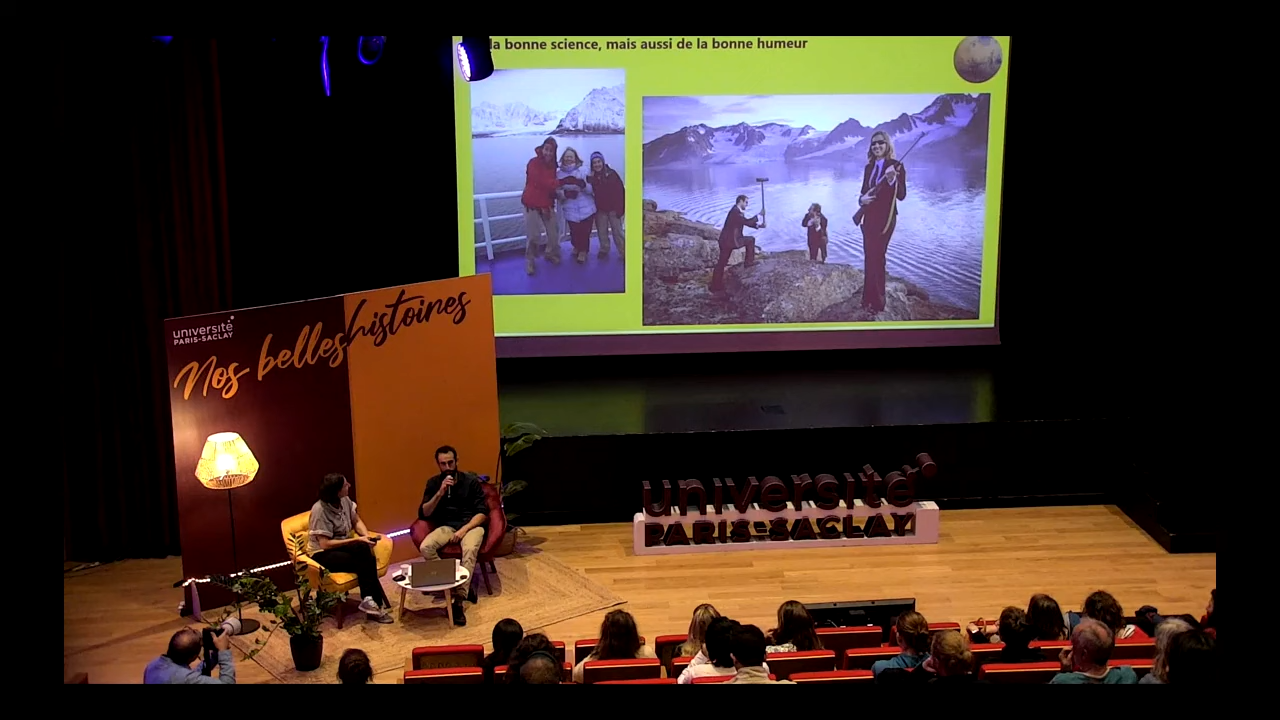 la bonne science, mais aussi de la bonne humeur
université
PARIS-SACLAY
Nos belles histoires
université
PARIS-SACLAY